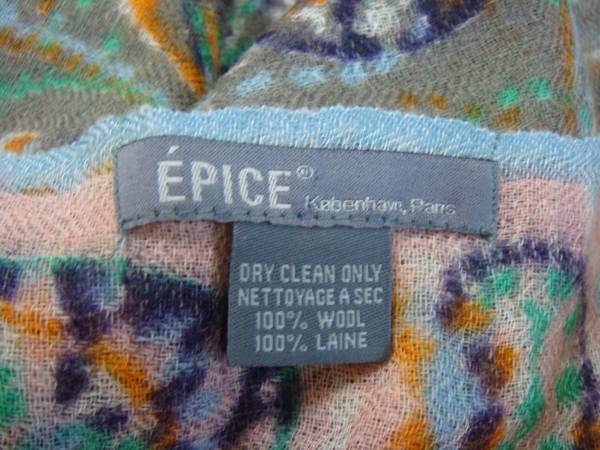 ÉPICE® København, Paris
DRY CLEAN ONLY
NETTOYAGE A SEC
100% WOOL
100% LAINE